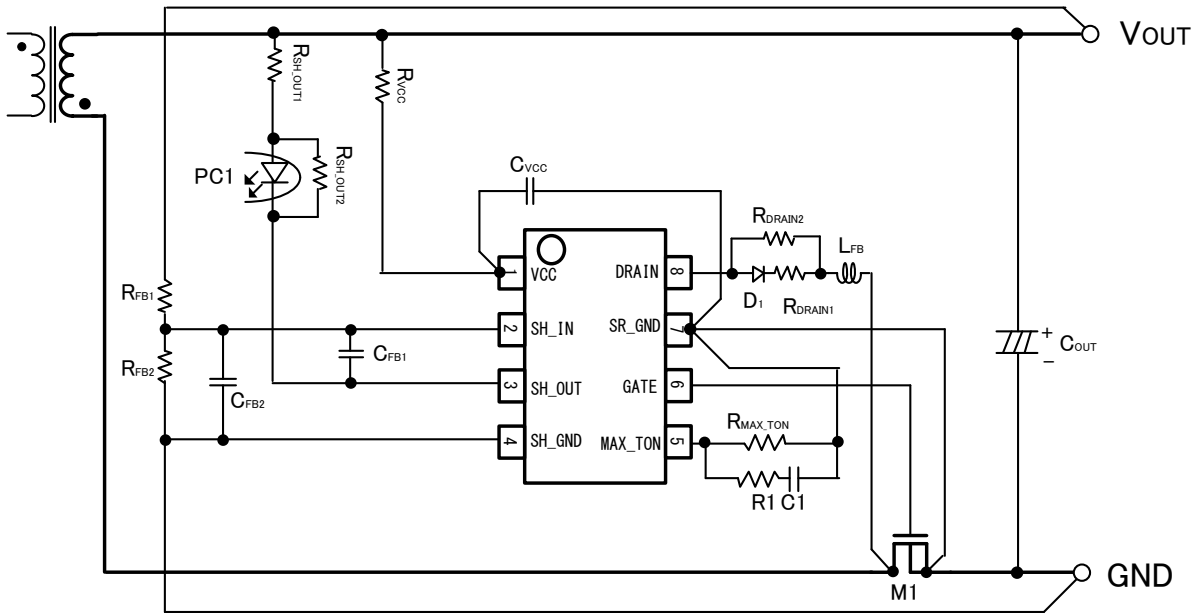 VOUT
RSH_OUT1
RVCC
CVCC
PC1
RSH_OUT2
RDRAIN2
LFB
1 VCC
DRAIN 8
D1
RDRAIN1
RFB1
2 SH_IN
SR_GND 7
CFB1
+
COUT
−
RFB2
CFB2
3 SH_OUT
GATE 6
RMAX_TON
4 SH_GND
MAX_TON 5
R1 C1
M1
GND